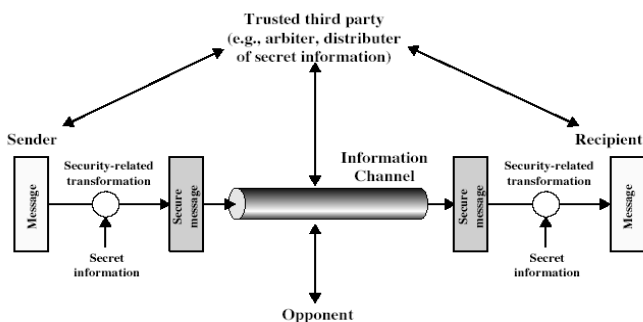 Trusted third party
(e.g., arbiter, distributer
of secret information)
Sender
Recipient
Information
Channel
Security-related
transformation
Security-related
transformation
Message
Secure
message
Secure
message
Message
Secret
information
Secret
information
Opponent